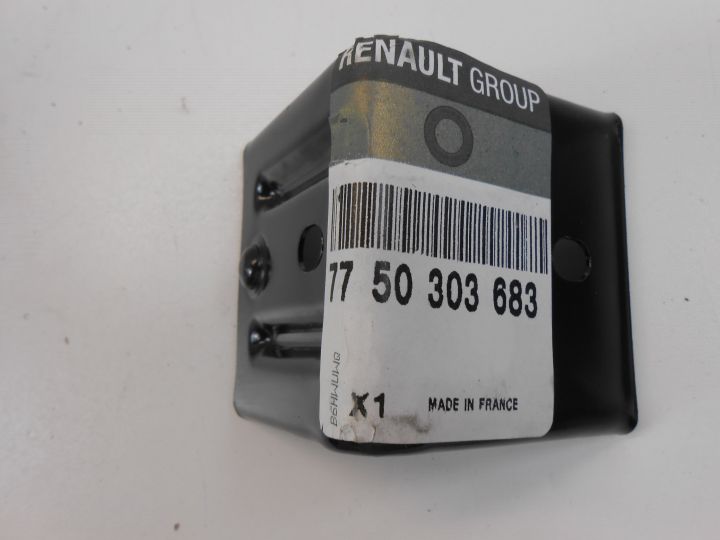 RENAULT GROUP
77 50 303 683
X1
MADE IN FRANCE